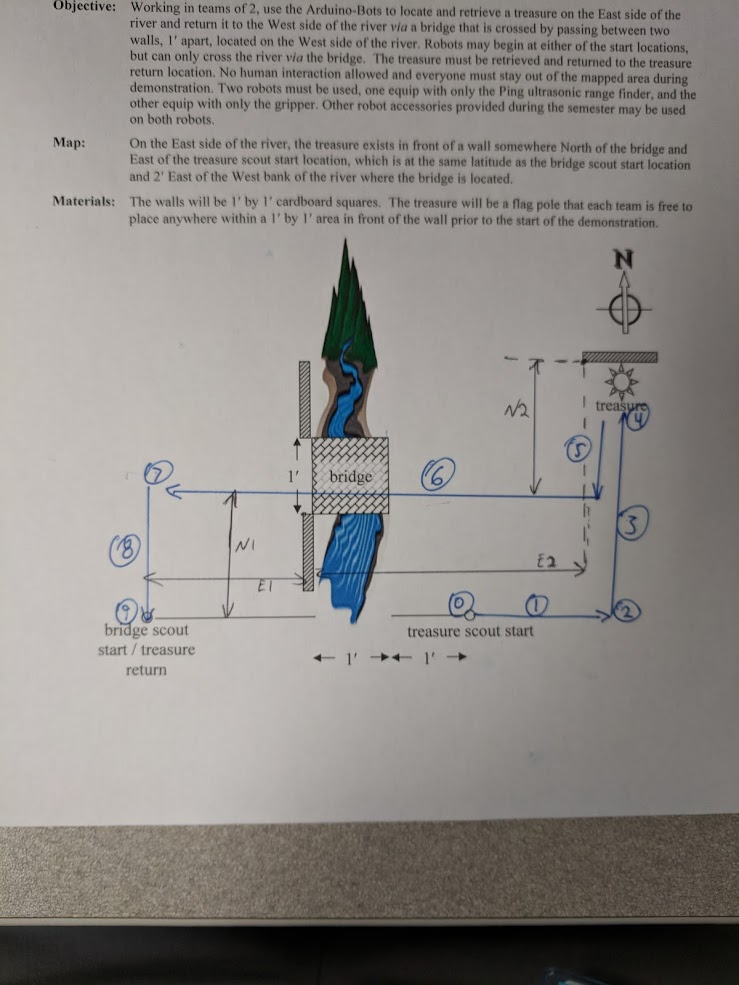 Objective: Working in teams of 2, use the Arduino-Bots to locate and retrieve a treasure on the East side of the
river and return it to the West side of the river via a bridge that is crossed by passing between two
walls, 1' apart, located on the West side of the river. Robots may begin at either of the start locations,
but can only cross the river via the bridge. The treasure must be retrieved and returned to the treasure
return location. No human interaction allowed and everyone must stay out of the mapped area during
demonstration. Two robots must be used, one equip with only the Ping ultrasonic range finder, and the
other equip with only the gripper. Other robot accessories provided during the semester may be used
on both robots.
Map: On the East side of the river, the treasure exists in front of a wall somewhere North of the bridge and
East of the treasure scout start location, which is at the same latitude as the bridge scout start location
and 2' East of the West bank of the river where the bridge is located.
Materials: The walls will be 1' by 1' cardboard squares. The treasure will be a flag pole that each team is free to
place anywhere within a 1' by 1' area in front of the wall prior to the start of the demonstration.
N
N2
treasure
4
5
7
1'
bridge
6
3
8
N1
E2
E1
9
0
1
2
bridge scout
start / treasure
return
treasure scout start
1'
1'